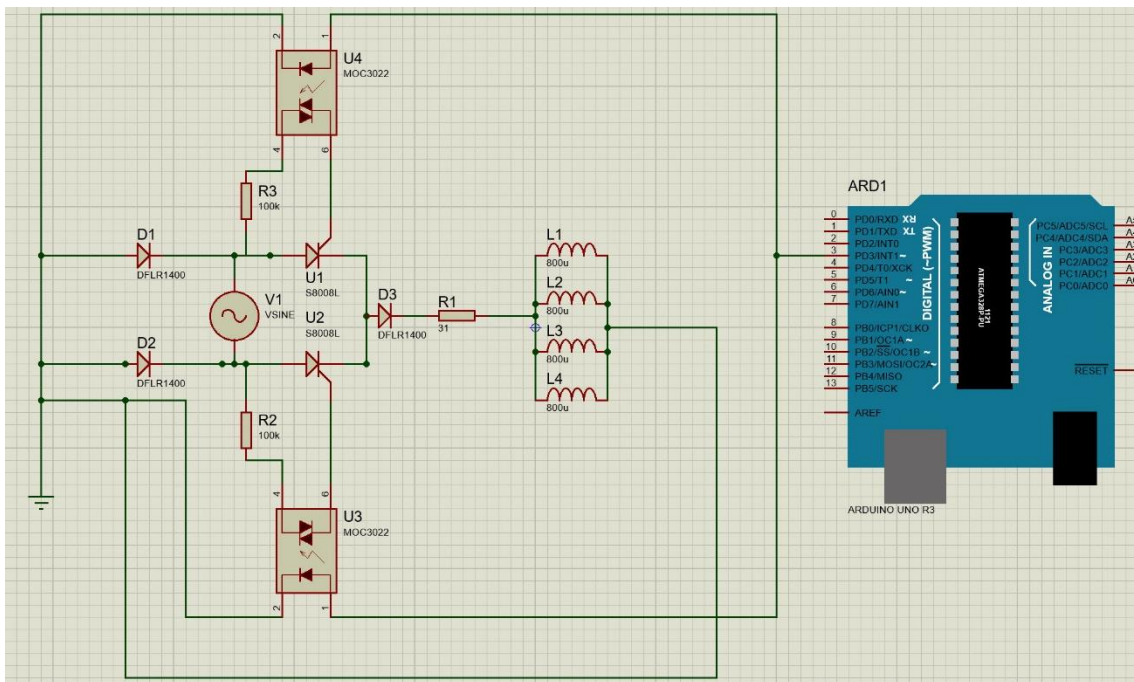 2
1
U4
MOC3022
4
6
R3
100k
D1
DFLR1400
U1
S8008L
V1
VSINE
U2
S8008L
D3
DFLR1400
R1
31
D2
DFLR1400
R2
100k
4
6
U3
MOC3022
2
1
L1
800u
L2
800u
L3
800u
L4
800u
ARD1
0 PD0/RXD RX
1 PD1/TXD TX
2 PD2/INT0
3 PD3/INT1 ~
4 PD4/T0/XCK
5 PD5/T1 ~
6 PD6/AIN0 ~
7 PD7/AIN1
8 PB0/ICP1/CLKO
9 PB1/OC1A ~
10 PB2/SS/OC1B ~
11 PB3/MOSI/OC2A ~
12 PB4/MISO
13 PB5/SCK
AREF
DIGITAL (~PWM)
1121
ATMEGA328P-PU
ANALOG IN
PC5/ADC5/SCL
PC4/ADC4/SDA
PC3/ADC3
PC2/ADC2
PC1/ADC1
PC0/ADC0
RESET
ARDUINO UNO R3